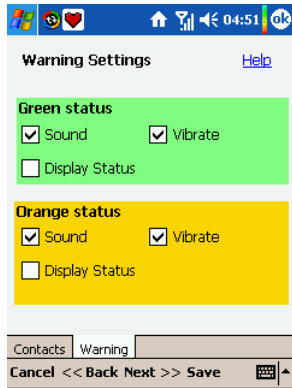 04:51 ok
Warning Settings Help
Green status
Sound Vibrate
Display Status
Orange status
Sound Vibrate
Display Status
Contacts Warning
Cancel << Back Next >> Save